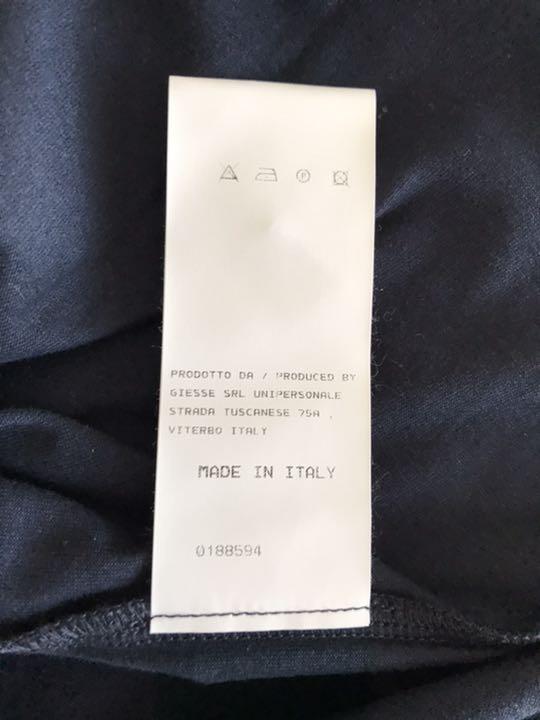 PRODOTTO DA / PRODUCED BY
GIESSE SRL UNIPERSONALE
STRADA TUSCANESE 75A ,
VITERBO ITALY
MADE IN ITALY
0188594